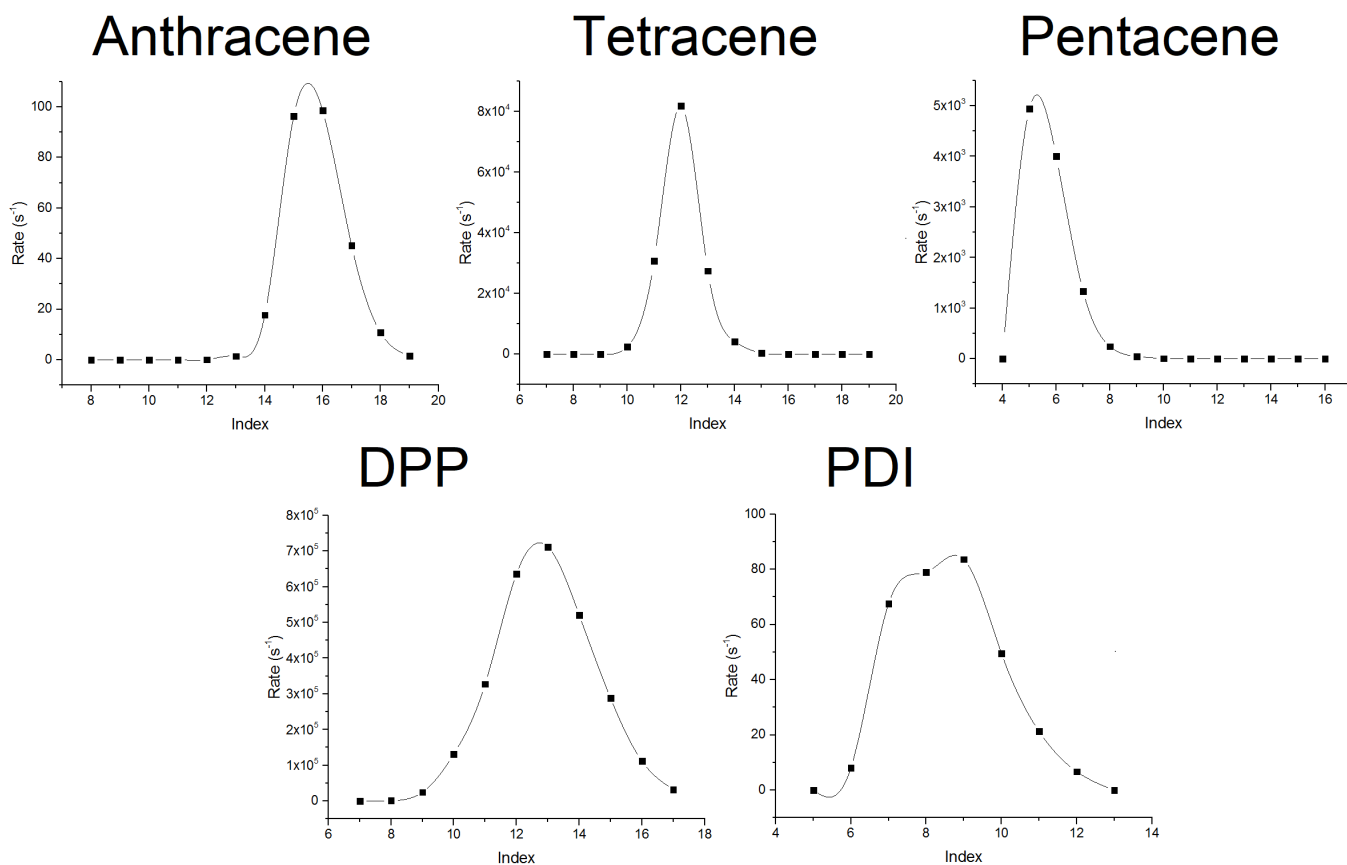 Anthracene
Rate (s⁻¹)
100
80
60
40
20
0
8 10 12 14 16 18 20
Index
Tetracene
Rate (s⁻¹)
8x10⁴
6x10⁴
4x10⁴
2x10⁴
0
6 8 10 12 14 16 18 20
Index
Pentacene
Rate (s⁻¹)
5x10³
4x10³
3x10³
2x10³
1x10³
0
4 6 8 10 12 14 16
Index
DPP
Rate (s⁻¹)
8x10⁵
7x10⁵
6x10⁵
5x10⁵
4x10⁵
3x10⁵
2x10⁵
1x10⁵
0
6 8 10 12 14 16 18
Index
PDI
Rate (s⁻¹)
100
80
60
40
20
0
4 6 8 10 12 14
Index